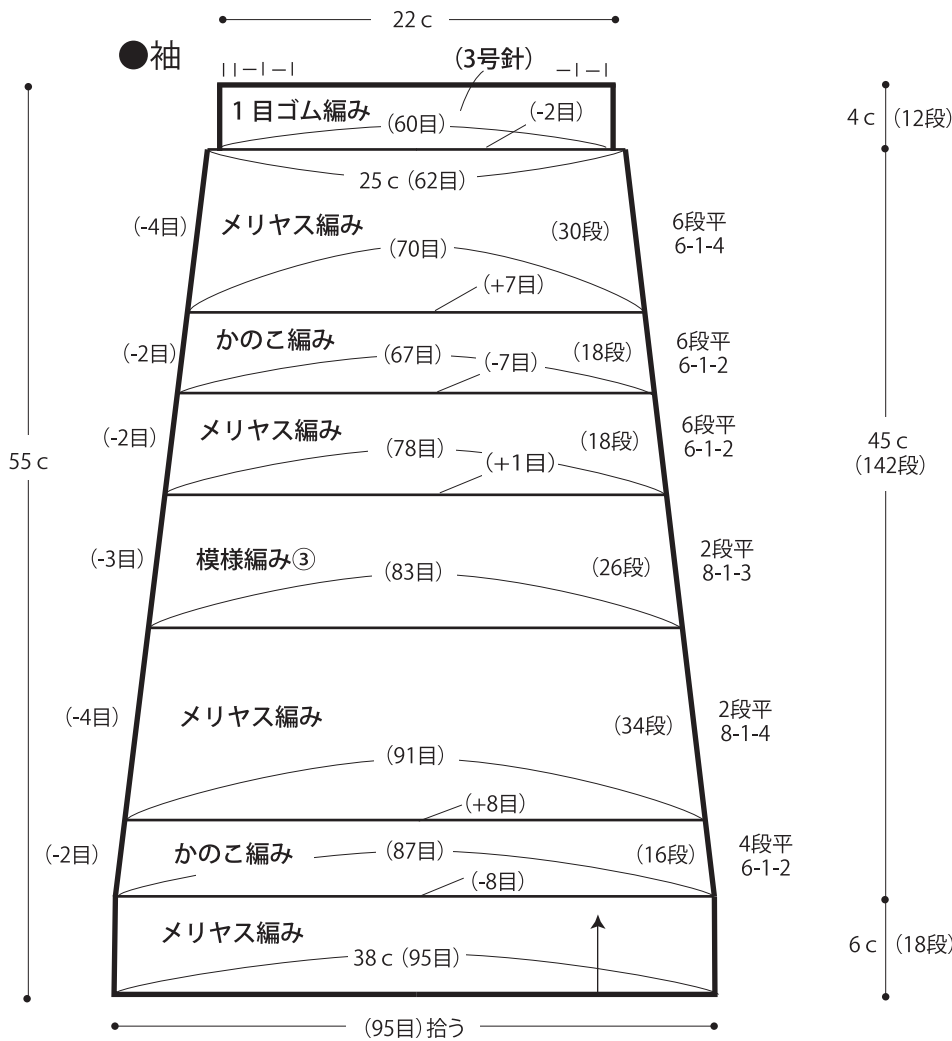 22 c
●袖
(3号針)
1目ゴム編み
(60目)
(-2目)
4 c (12段)
25 c (62目)
(-4目)
メリヤス編み
(30段)
6段平
6-1-4
(70目)
(+7目)
(-2目)
かのこ編み
(67目)
(18段)
6段平
6-1-2
(-7目)
(-2目)
メリヤス編み
(18段)
6段平
6-1-2
(78目)
(+1目)
55 c
45 c
(142段)
(-3目)
模様編み③
(83目)
(26段)
2段平
8-1-3
(-4目)
メリヤス編み
(34段)
2段平
8-1-4
(91目)
(+8目)
(-2目)
かのこ編み
(87目)
(16段)
4段平
6-1-2
(-8目)
メリヤス編み
6 c (18段)
38 c (95目)
(95目) 拾う